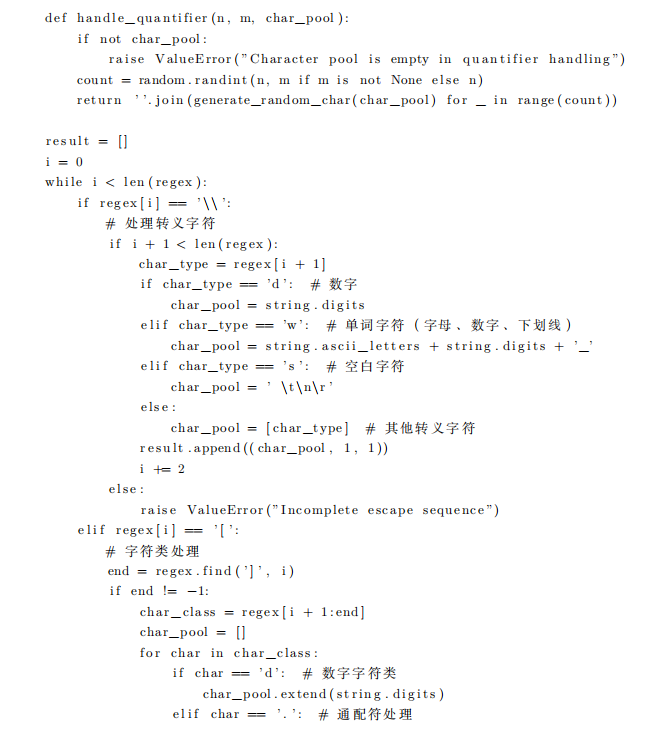 def handle_quantifier(n, m, char_pool):
    if not char_pool:
        raise ValueError("Character pool is empty in quantifier handling")
    count = random.randint(n, m if m is not None else n)
    return ''.join(generate_random_char(char_pool) for _ in range(count))

result = []
i = 0
while i < len(regex):
    if regex[i] == '\\':
        # 处理转义字符
        if i + 1 < len(regex):
            char_type = regex[i + 1]
            if char_type == 'd':  # 数字
                char_pool = string.digits
            elif char_type == 'w':  # 单词字符（字母、数字、下划线）
                char_pool = string.ascii_letters + string.digits + '_'
            elif char_type == 's':  # 空白字符
                char_pool = ' \t\n\r'
            else:
                char_pool = [char_type]  # 其他转义字符
            result.append((char_pool, 1, 1))
            i += 2
        else:
            raise ValueError("Incomplete escape sequence")
    elif regex[i] == '[':
        # 字符类处理
        end = regex.find(']', i)
        if end != -1:
            char_class = regex[i + 1:end]
            char_pool = []
            for char in char_class:
                if char == 'd':  # 数字字符类
                    char_pool.extend(string.digits)
                elif char == '.':  # 通配符处理